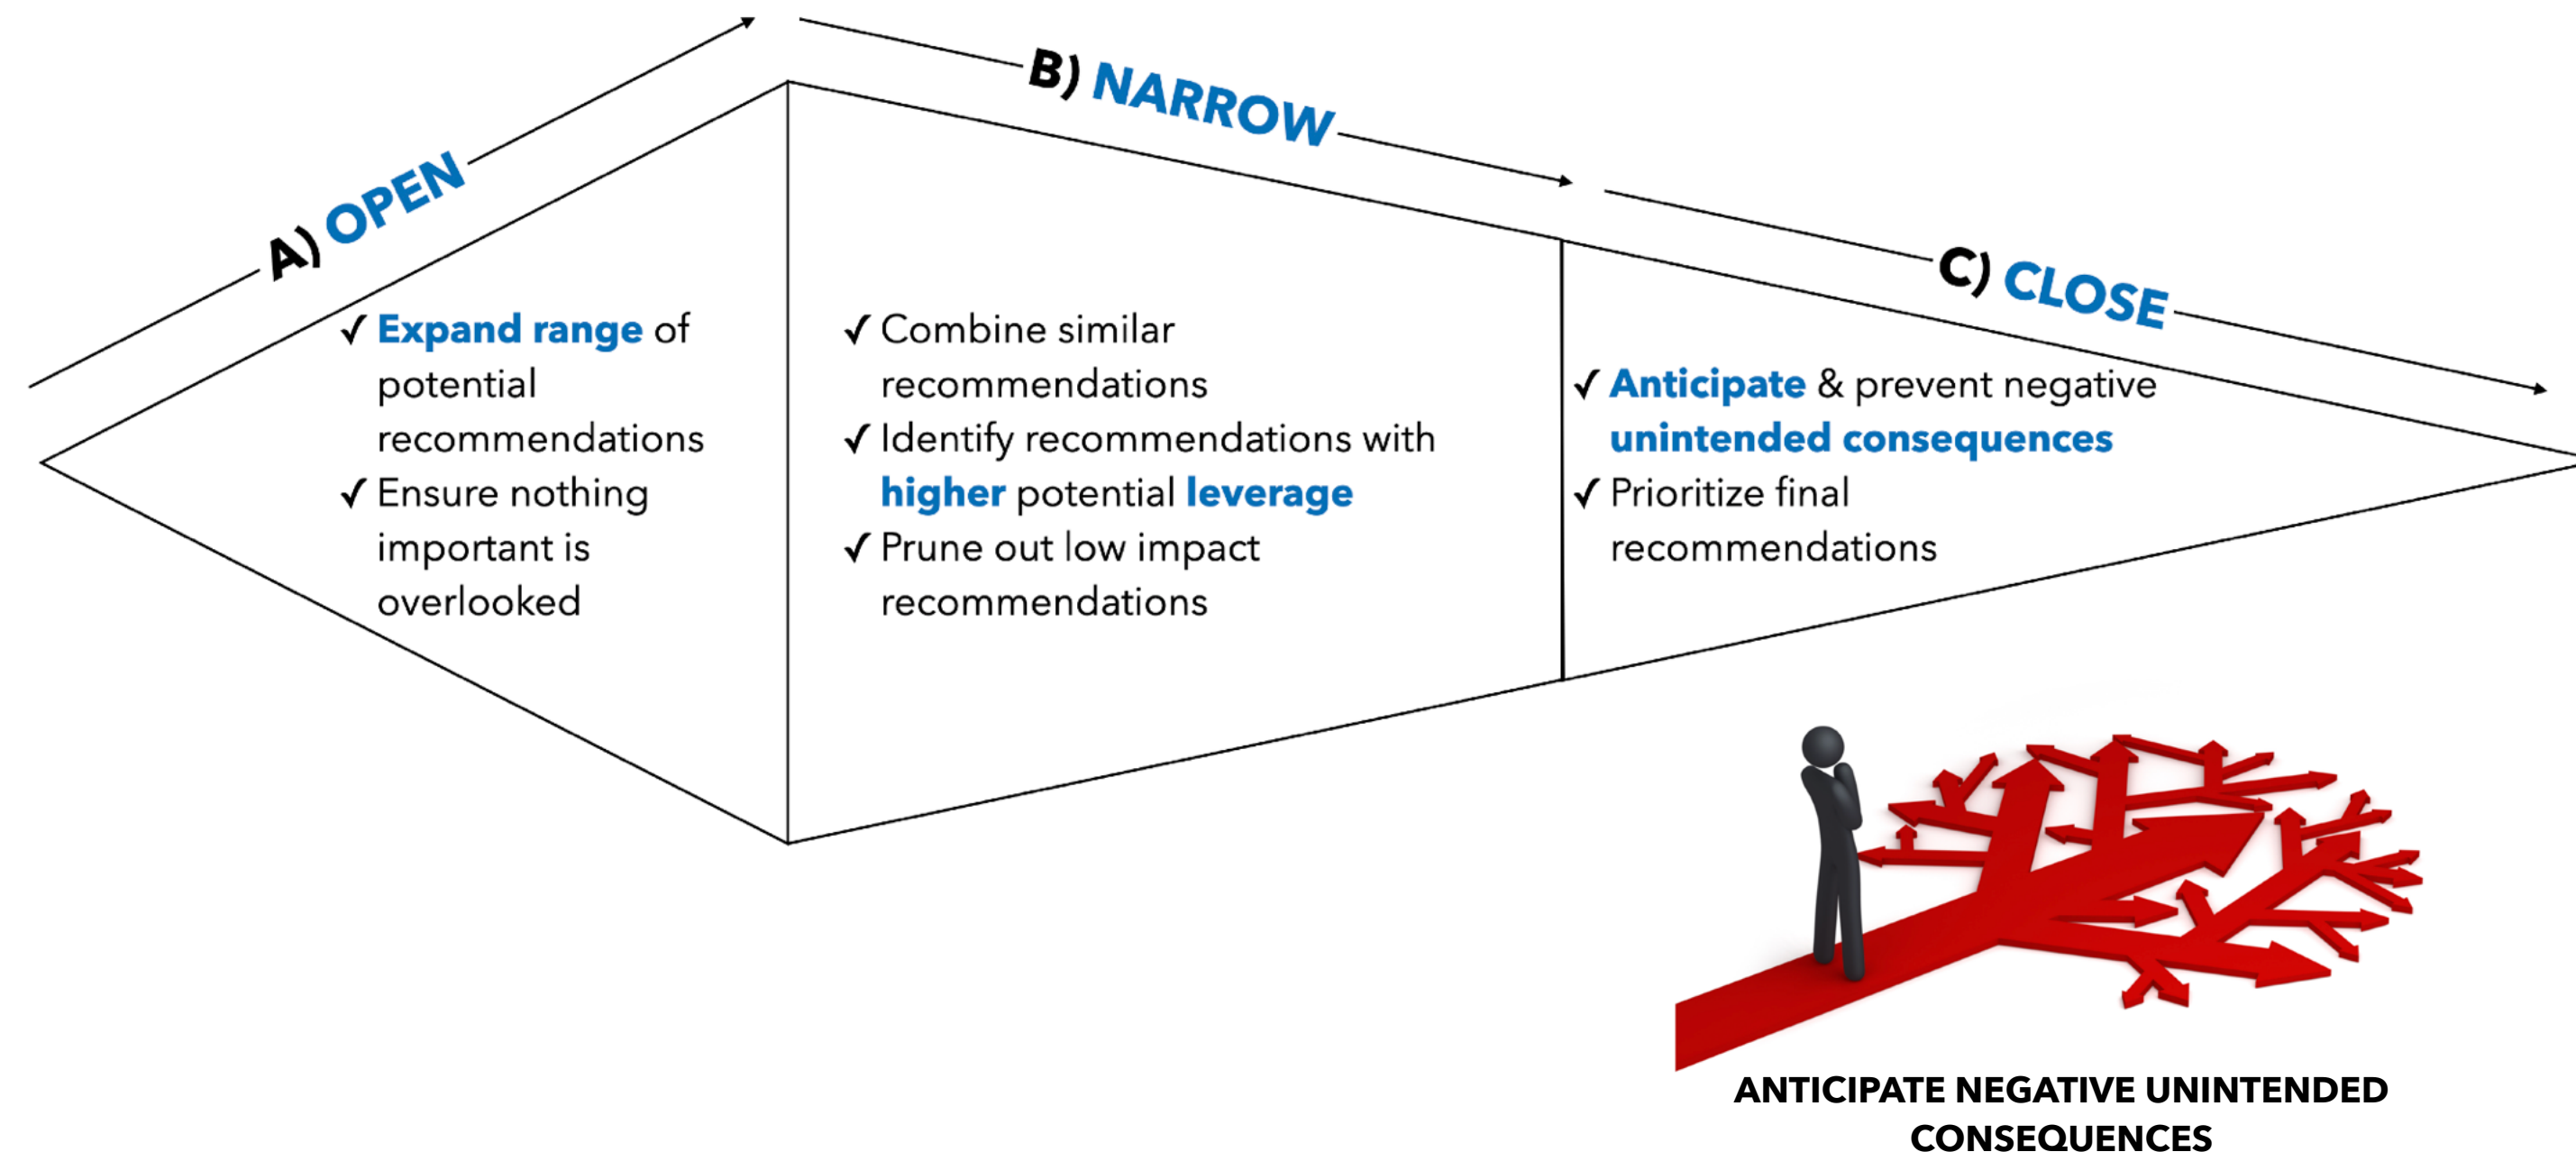 A) OPEN
B) NARROW
C) CLOSE
✓ Expand range of
potential
recommendations
✓ Ensure nothing
important is
overlooked
✓ Combine similar
recommendations
✓ Identify recommendations with
higher potential leverage
✓ Prune out low impact
recommendations
✓ Anticipate & prevent negative
unintended consequences
✓ Prioritize final
recommendations
ANTICIPATE NEGATIVE UNINTENDED
CONSEQUENCES